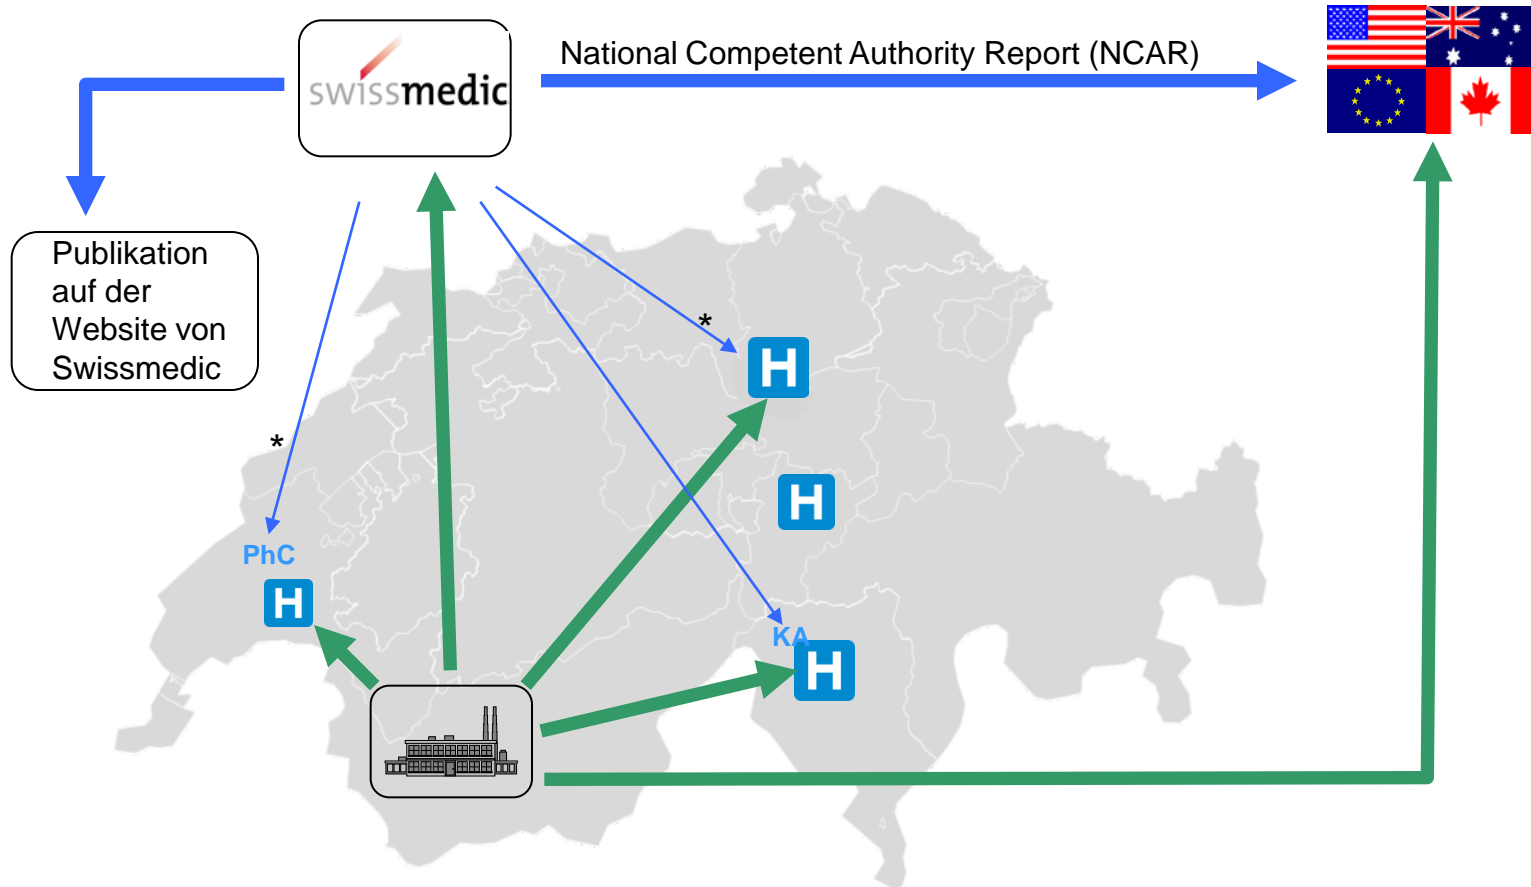 National Competent Authority Report (NCAR)
swissmedic
Publikation
auf der
Website von
Swissmedic
*
H
*
H
PhC
H
KA
H